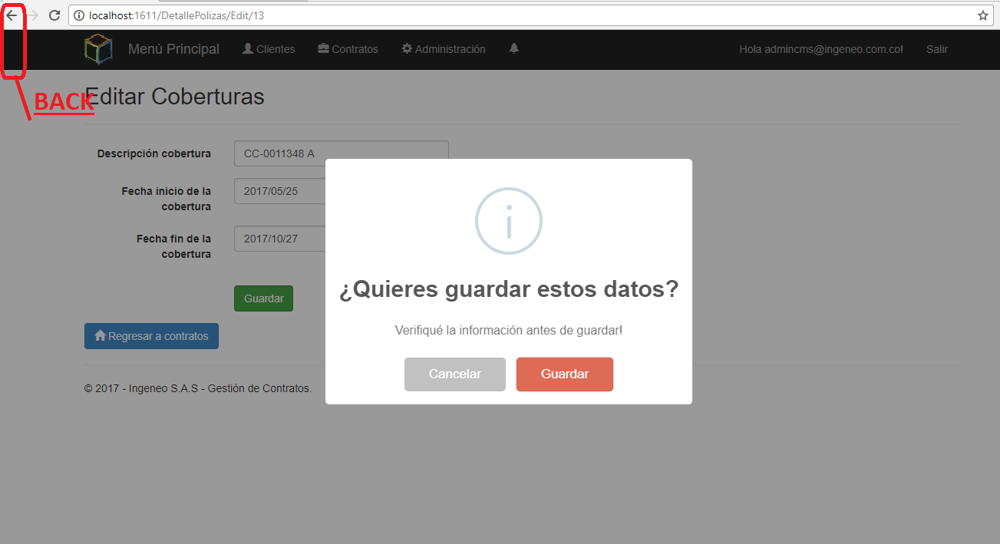 localhost:1611/DetallePolizas/Edit/13
Menú Principal Clientes Contratos Administración Hola admincms@ingeneo.com.co! Salir
BACK
Editar Coberturas
Descripción cobertura CC-0011348 A
Fecha inicio de la
cobertura
2017/05/25
Fecha fin de la
cobertura
2017/10/27
Guardar
Regresar a contratos
© 2017 - Ingeneo S.A.S - Gestión de Contratos.
¿Quieres guardar estos datos?
Verifiqué la información antes de guardar!
Cancelar Guardar